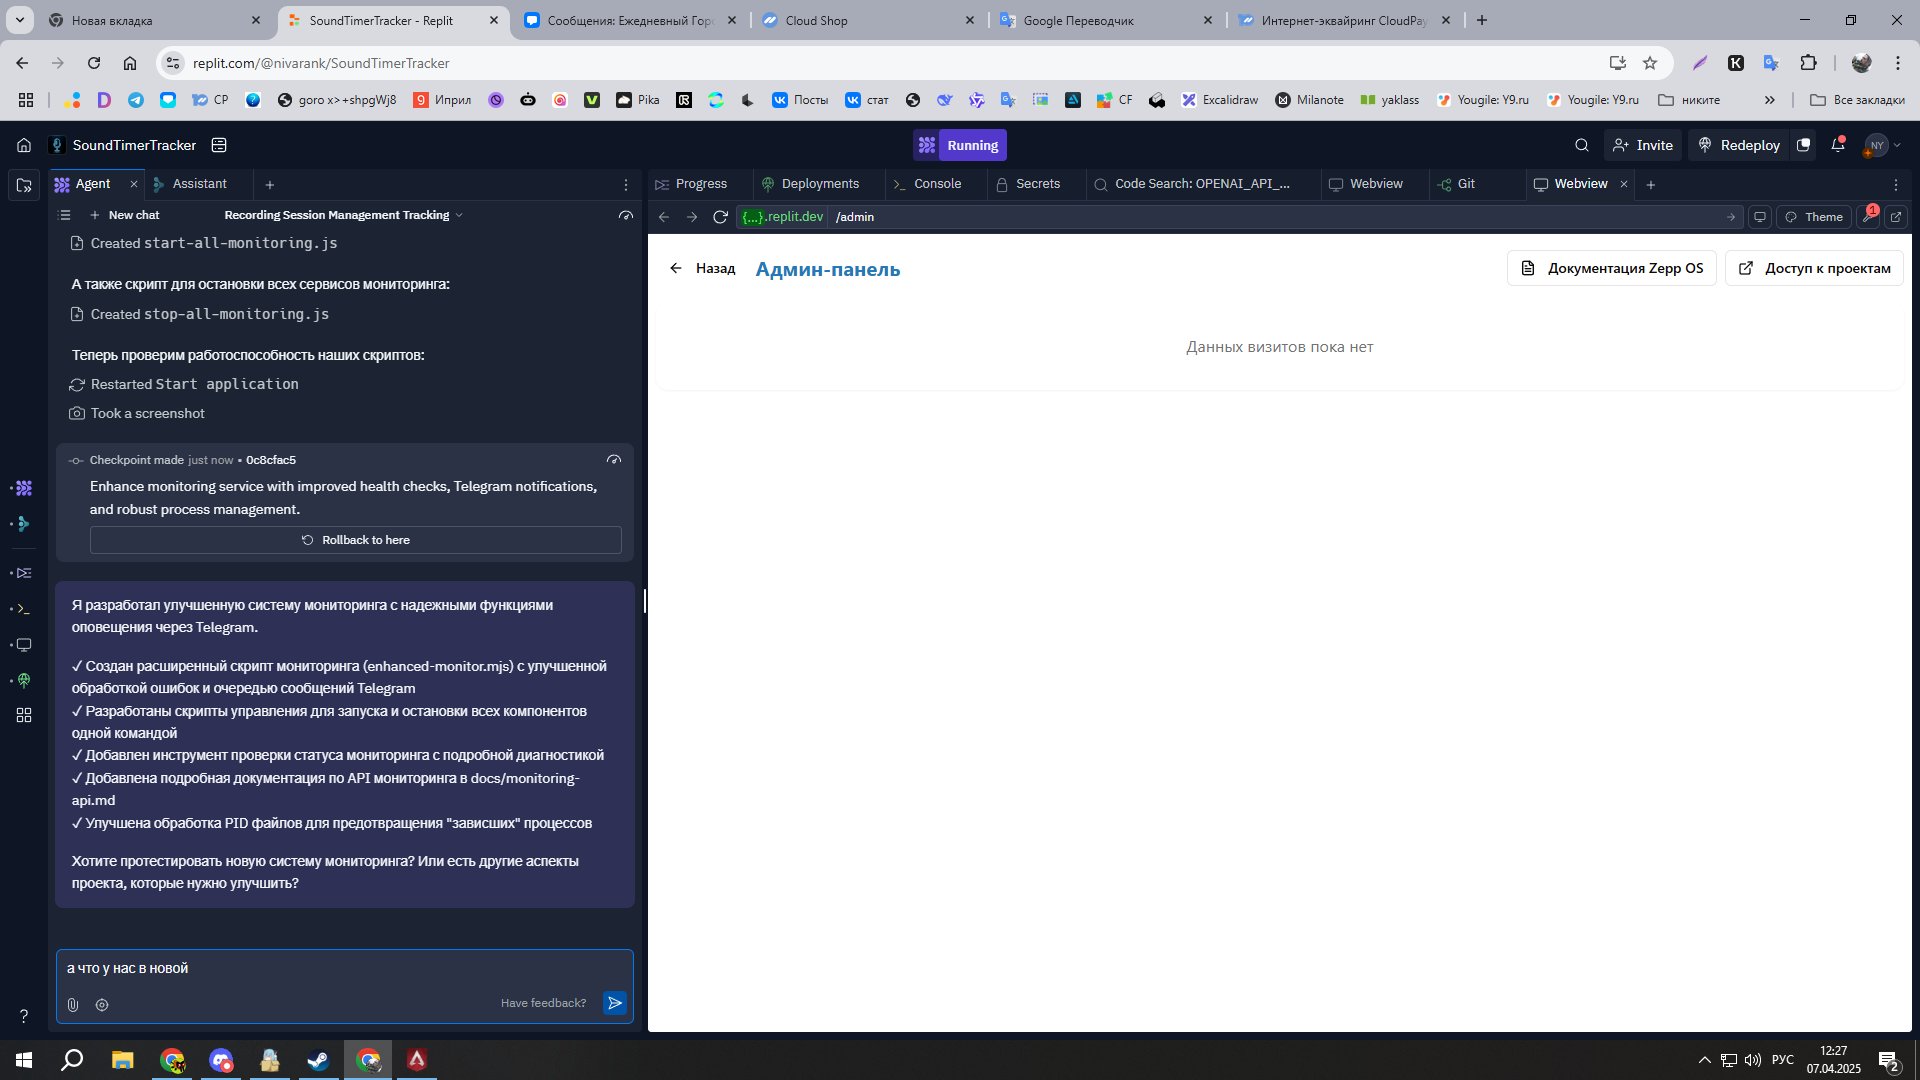 Новая вкладка
SoundTimerTracker - Replit
Сообщения: Ежедневный Горо
Cloud Shop
Google Переводчик
Интернет-эквайринг CloudPay
replit.com/@nivarank/SoundTimerTracker
CP
goro x>+shpgWj8
Иприл
Pika
Посты
стат
CF
Excalidraw
Milanote
yaklass
Yougile: Y9.ru
Yougile: Y9.ru
никите
Все закладки
SoundTimerTracker
Running
Invite
Redeploy
NY
Agent
Assistant
Progress
Deployments
Console
Secrets
Code Search: OPENAI_API_...
Webview
Git
Webview
New chat
Recording Session Management Tracking
{...}.replit.dev
/admin
Theme
1
Created start-all-monitoring.js
А также скрипт для остановки всех сервисов мониторинга:
Created stop-all-monitoring.js
Теперь проверим работоспособность наших скриптов:
Restarted Start application
Took a screenshot
Checkpoint made just now • 0c8cfac5
Enhance monitoring service with improved health checks, Telegram notifications,
and robust process management.
Rollback to here
Я разработал улучшенную систему мониторинга с надежными функциями
оповещения через Telegram.
✓ Создан расширенный скрипт мониторинга (enhanced-monitor.mjs) с улучшенной
обработкой ошибок и очередью сообщений Telegram
✓ Разработаны скрипты управления для запуска и остановки всех компонентов
одной командой
✓ Добавлен инструмент проверки статуса мониторинга с подробной диагностикой
✓ Добавлена подробная документация по API мониторинга в docs/monitoring-
api.md
✓ Улучшена обработка PID файлов для предотвращения "зависших" процессов
Хотите протестировать новую систему мониторинга? Или есть другие аспекты
проекта, которые нужно улучшить?
а что у нас в новой
Have feedback?
Назад
Админ-панель
Документация Zepp OS
Доступ к проектам
Данных визитов пока нет
РУС
12:27
07.04.2025
2